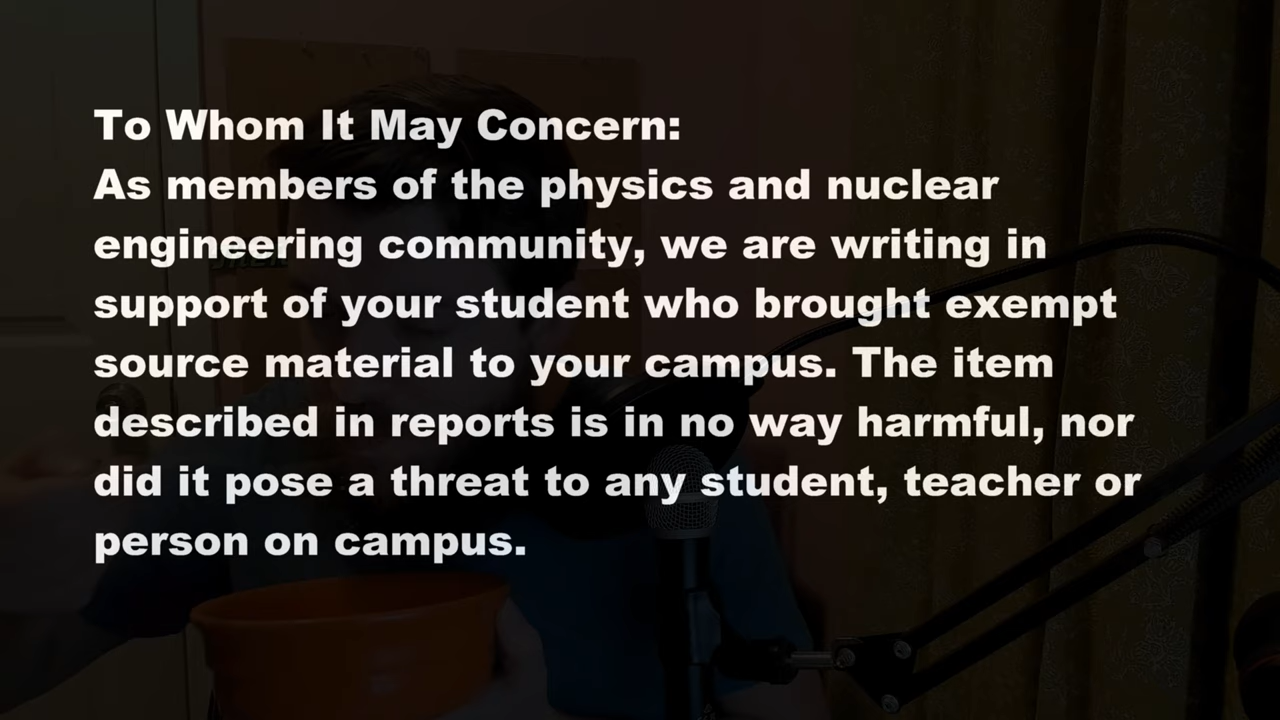 To Whom It May Concern:
As members of the physics and nuclear
engineering community, we are writing in
support of your student who brought exempt
source material to your campus. The item
described in reports is in no way harmful, nor
did it pose a threat to any student, teacher or
person on campus.